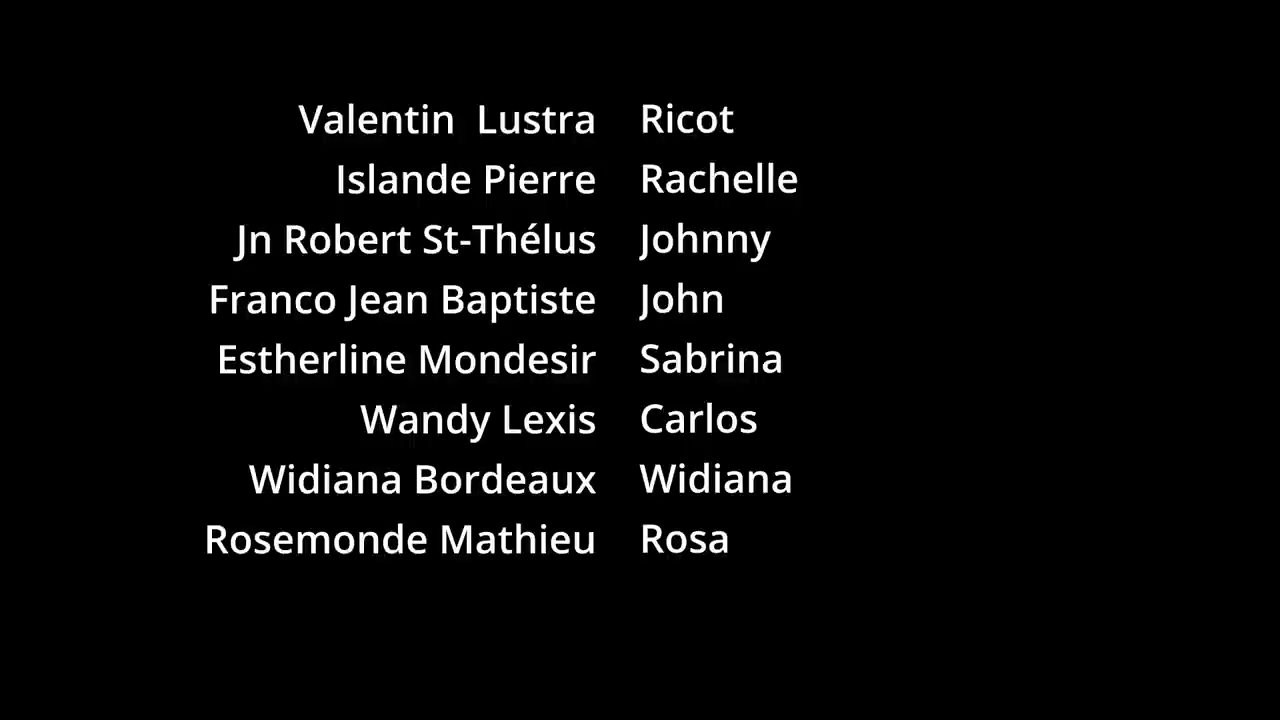 Valentin  Lustra Ricot
Islande Pierre Rachelle
Jn Robert St-Thélus Johnny
Franco Jean Baptiste John
Estherline Mondesir Sabrina
Wandy Lexis Carlos
Widiana Bordeaux Widiana
Rosemonde Mathieu Rosa